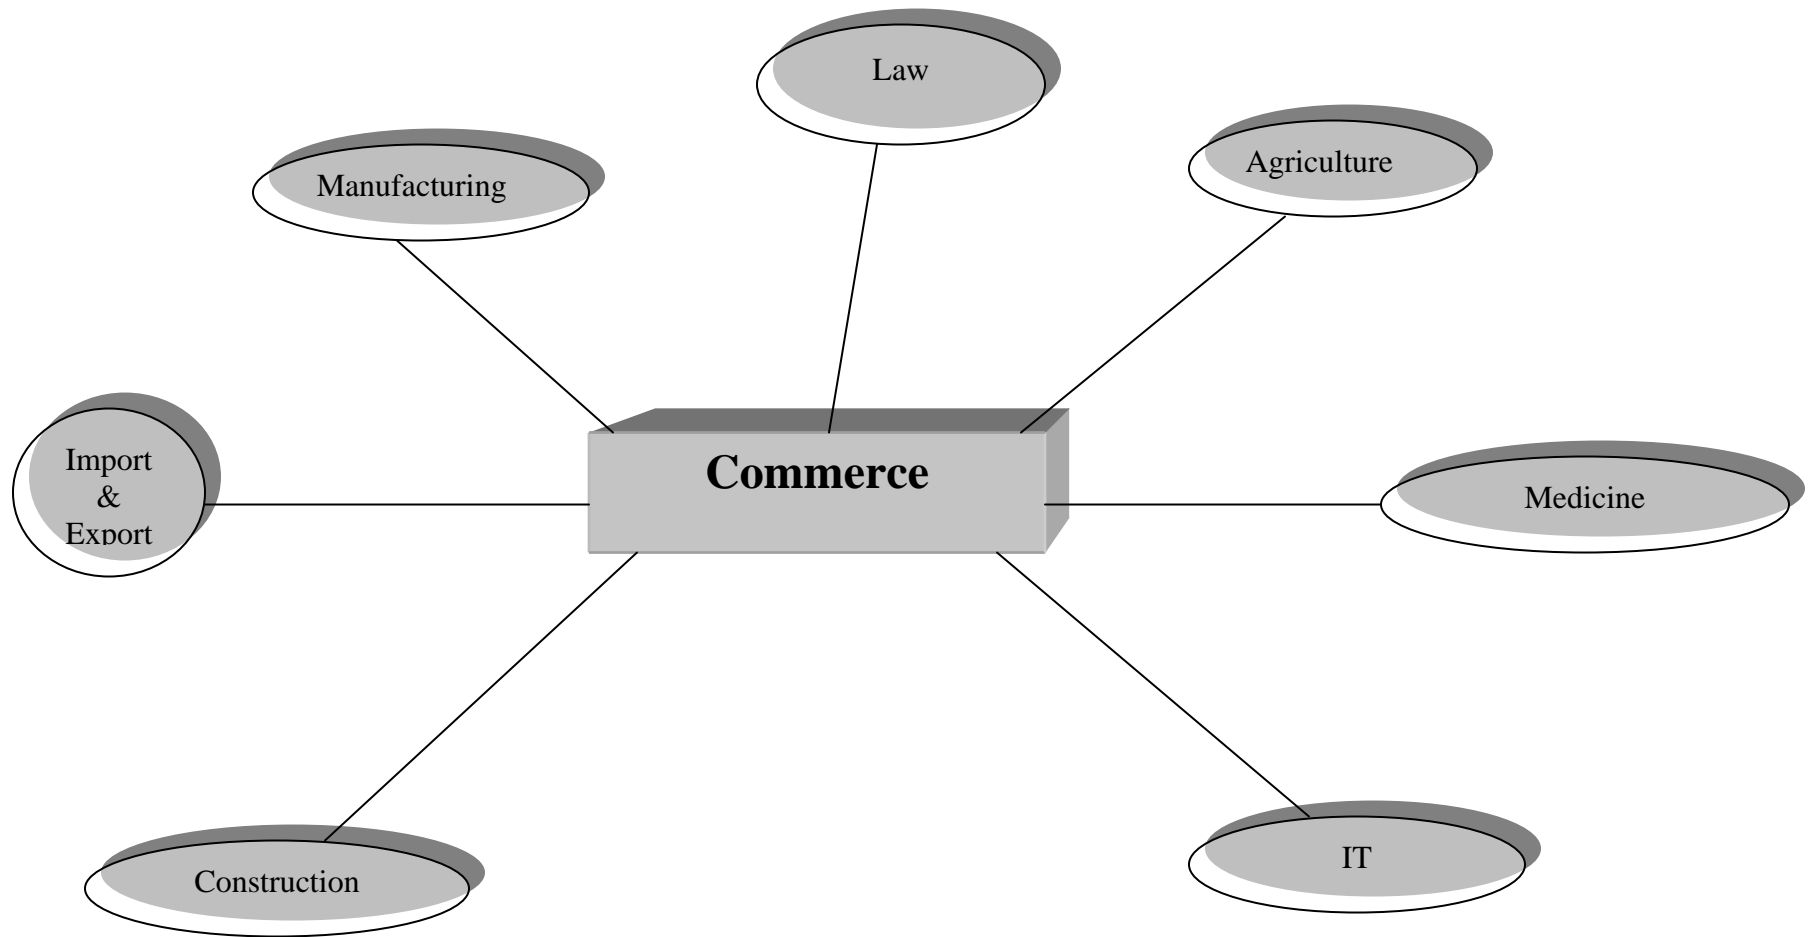 Law
Manufacturing
Agriculture
Commerce
Import
&
Export
Medicine
Construction
IT